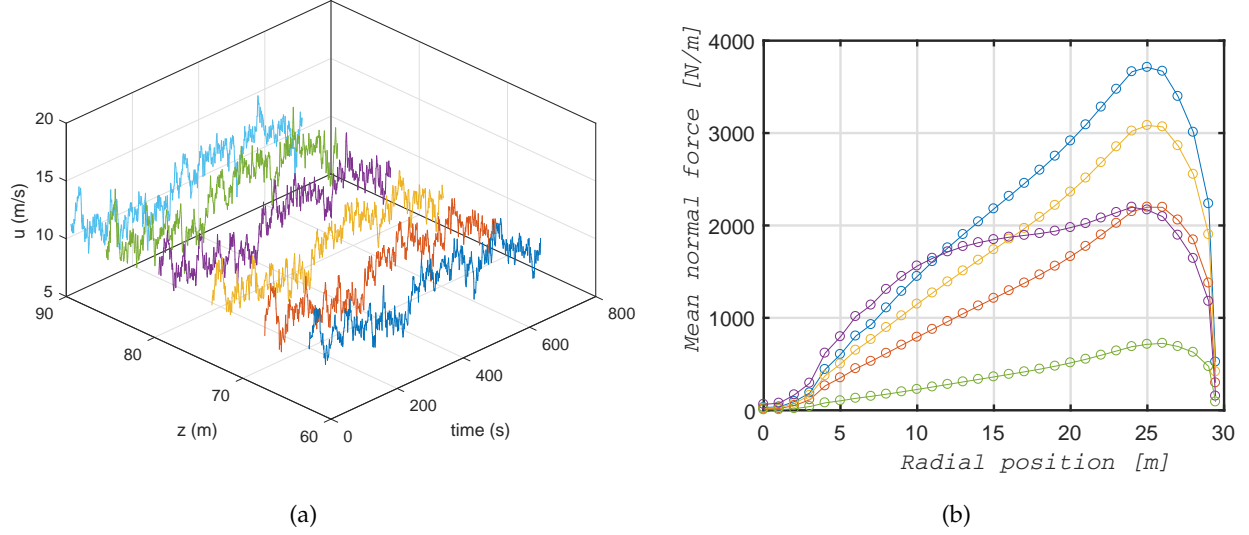 20
15
10
5
u (m/s)
90
80
70
60
z (m)
0
200
400
600
800
time (s)
(a)
Mean normal force [N/m]
4000
3000
2000
1000
0
0 5 10 15 20 25 30
Radial position [m]
(b)